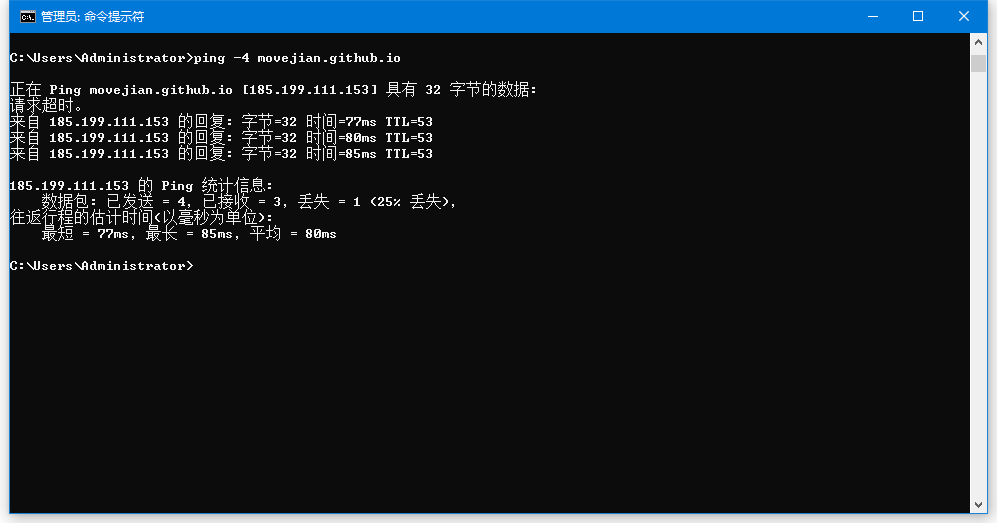 管理员: 命令提示符
C:\Users\Administrator>ping -4 movejian.github.io
正在 Ping movejian.github.io [185.199.111.153] 具有 32 字节的数据:
请求超时。
来自 185.199.111.153 的回复: 字节=32 时间=77ms TTL=53
来自 185.199.111.153 的回复: 字节=32 时间=80ms TTL=53
来自 185.199.111.153 的回复: 字节=32 时间=85ms TTL=53
185.199.111.153 的 Ping 统计信息:
    数据包: 已发送 = 4, 已接收 = 3, 丢失 = 1 (25% 丢失),
往返行程的估计时间(以毫秒为单位):
    最短 = 77ms, 最长 = 85ms, 平均 = 80ms
C:\Users\Administrator>